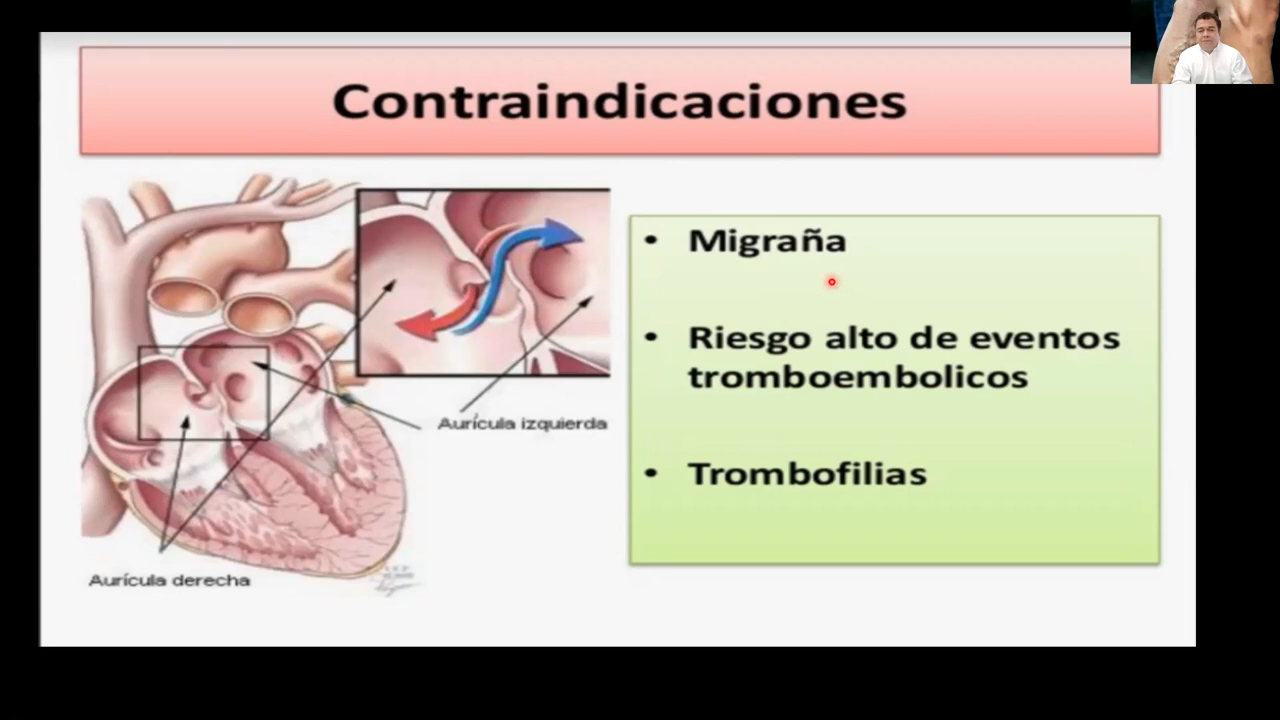 Contraindicaciones
• Migraña
• Riesgo alto de eventos
tromboembolicos
• Trombofilias
Aurícula izquierda
Aurícula derecha